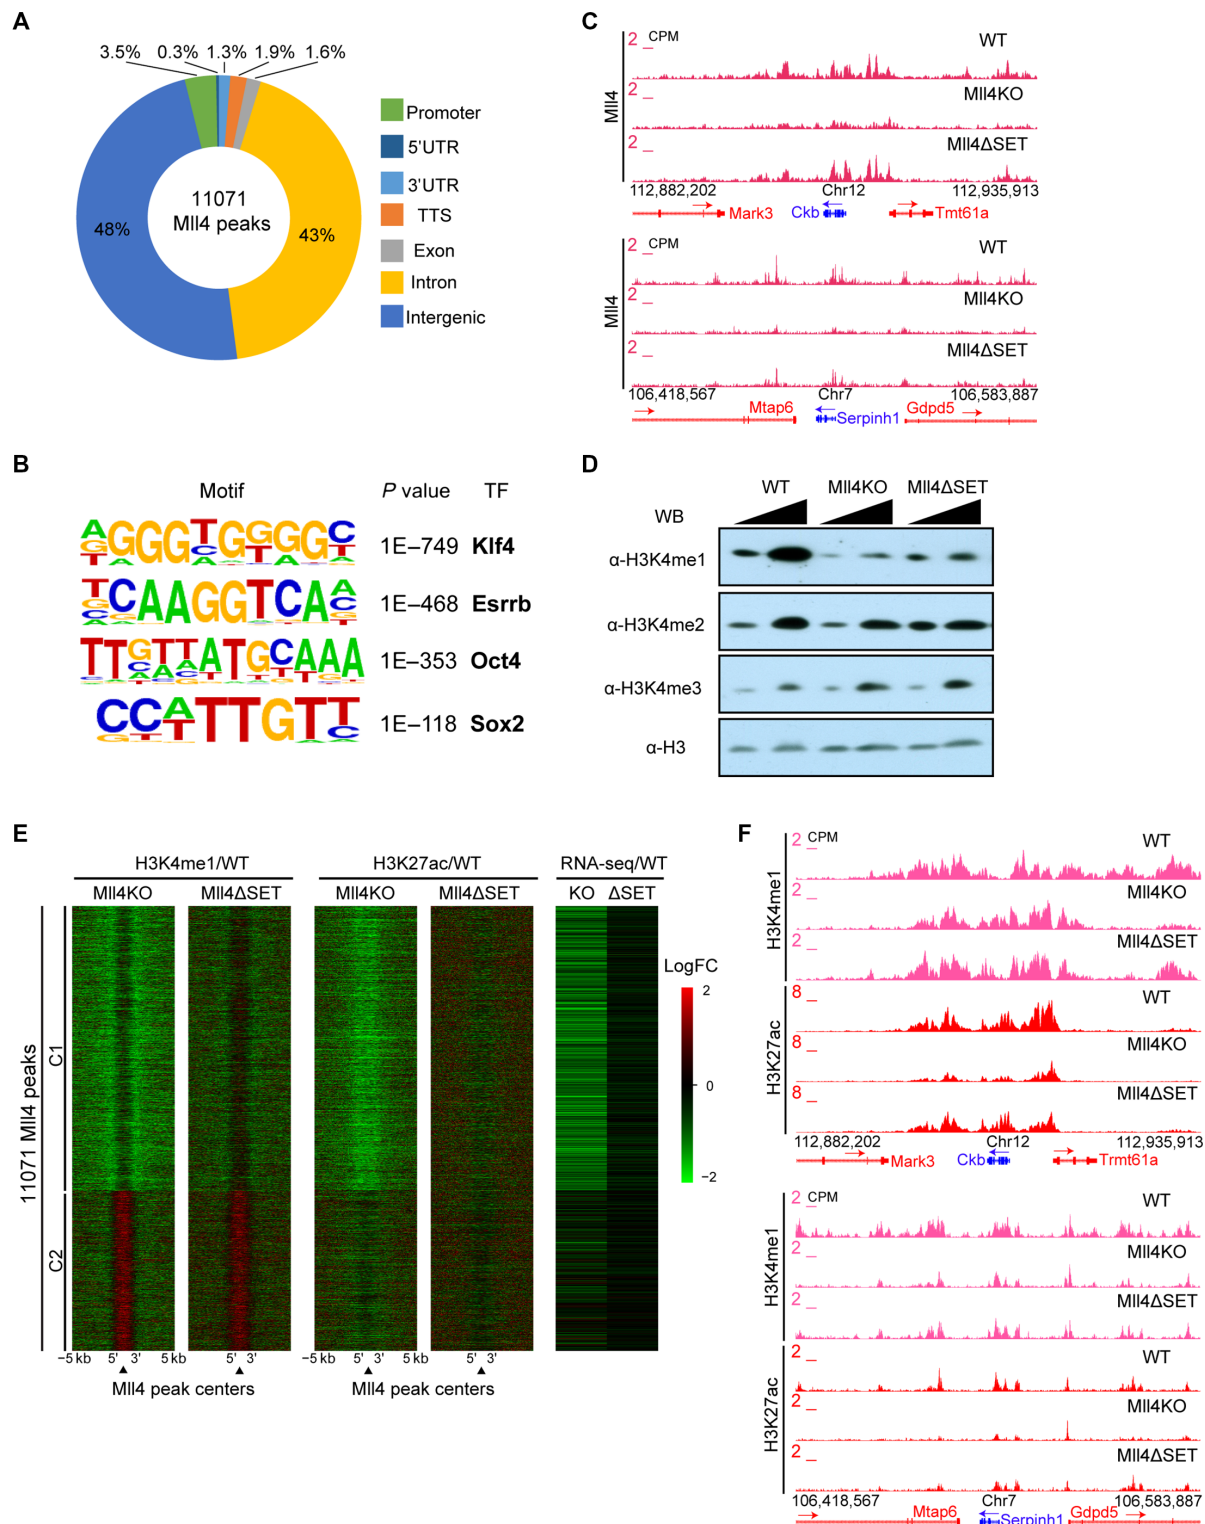 A
3.5% 0.3% 1.3% 1.9% 1.6%
48%
43%
11071
Mll4 peaks
Promoter
5'UTR
3'UTR
TTS
Exon
Intron
Intergenic
B
Motif P value TF
AGGGTGGGGC 1E–749 Klf4
TCAAGGTCAA 1E–468 Esrrb
TTGTTATGCAAA 1E–353 Oct4
CCATTGTT 1E–118 Sox2
C
Mll4
2 CPM WT
2 Mll4KO
2 Mll4ΔSET
112,882,202 Chr12 112,935,913
Mark3 Ckb Tmt61a
Mll4
2 CPM WT
2 Mll4KO
2 Mll4ΔSET
106,418,567 Chr7 106,583,887
Mtap6 Serpinh1 Gdpd5
D
WT Mll4KO Mll4ΔSET
WB
α-H3K4me1
α-H3K4me2
α-H3K4me3
α-H3
E
H3K4me1/WT H3K27ac/WT RNA-seq/WT
Mll4KO Mll4ΔSET Mll4KO Mll4ΔSET KO ΔSET
11071 Mll4 peaks
C1
C2
LogFC
2
0
−2
−5 kb 5' 3' 5 kb 5' 3' −5 kb 5' 3' 5 kb 5' 3'
Mll4 peak centers Mll4 peak centers
F
H3K4me1
2 CPM WT
2 Mll4KO
2 Mll4ΔSET
H3K27ac
8 WT
8 Mll4KO
8 Mll4ΔSET
112,882,202 Chr12 112,935,913
Mark3 Ckb Trmt61a
H3K4me1
2 CPM WT
2 Mll4KO
2 Mll4ΔSET
H3K27ac
2 WT
2 Mll4KO
2 Mll4ΔSET
106,418,567 Chr7 106,583,887
Mtap6 Serpinh1 Gdpd5